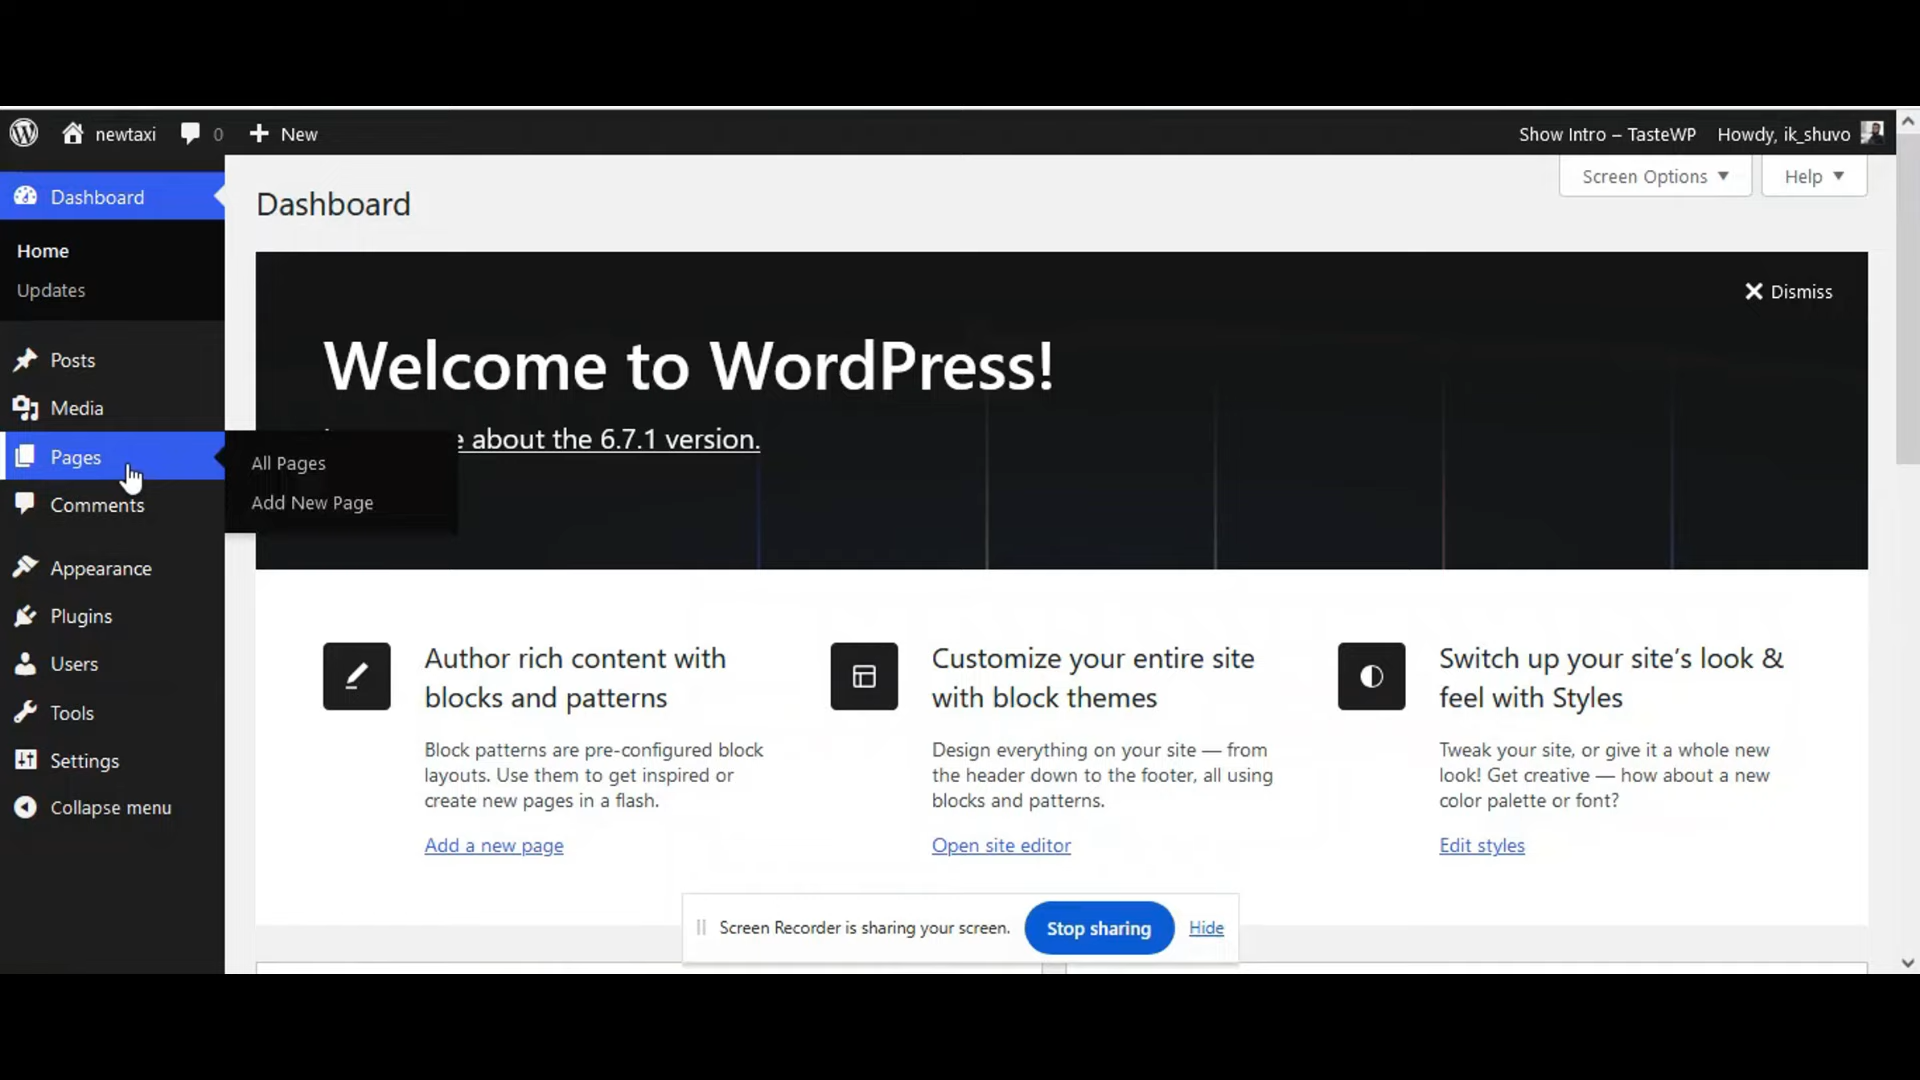 newtaxi 0 New Show Intro – TasteWP Howdy, ik_shuvo
Dashboard
Home
Updates
Posts
Media
Pages
Comments
Appearance
Plugins
Users
Tools
Settings
Collapse menu
All Pages
Add New Page
Screen Options Help
Dashboard
Dismiss
Welcome to WordPress!
about the 6.7.1 version.
Author rich content with
blocks and patterns
Block patterns are pre-configured block
layouts. Use them to get inspired or
create new pages in a flash.
Add a new page
Customize your entire site
with block themes
Design everything on your site — from
the header down to the footer, all using
blocks and patterns.
Open site editor
Switch up your site’s look &
feel with Styles
Tweak your site, or give it a whole new
look! Get creative — how about a new
color palette or font?
Edit styles
Screen Recorder is sharing your screen. Stop sharing Hide